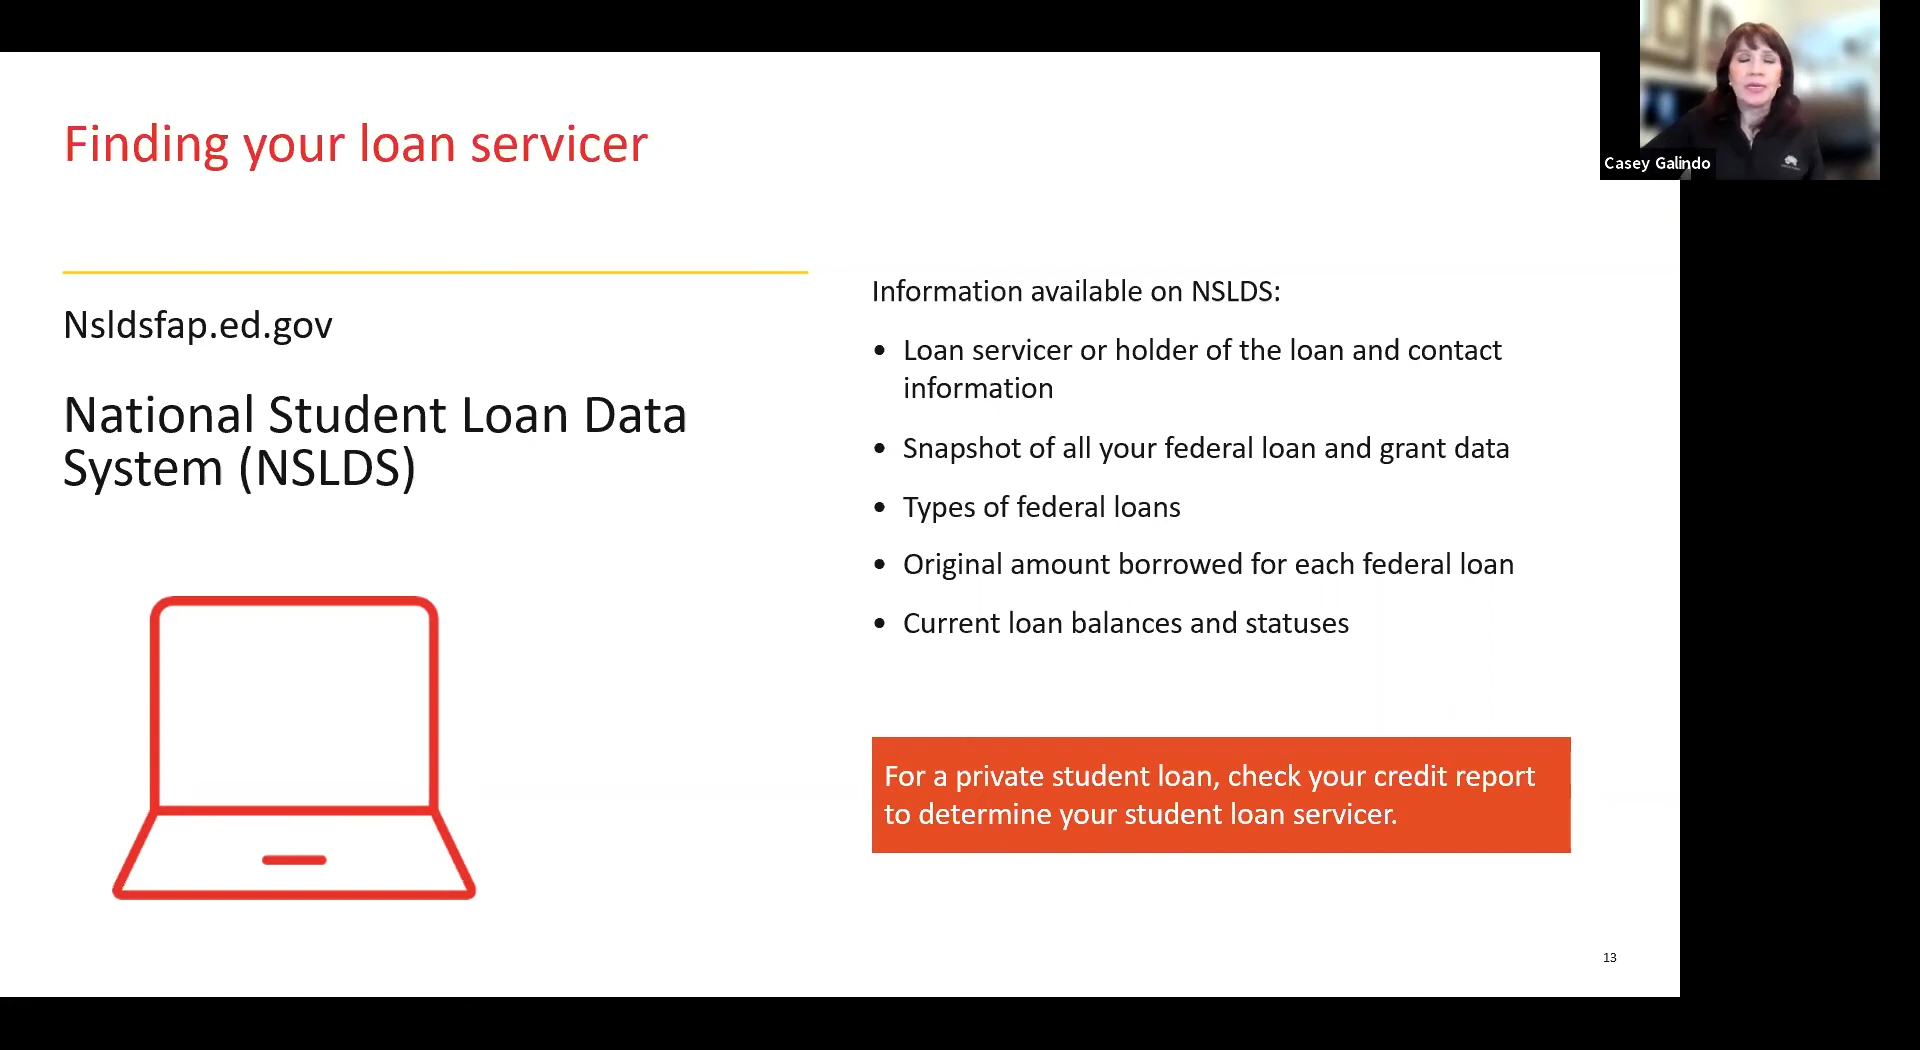 Finding your loan servicer
Nsldsfap.ed.gov
National Student Loan Data
System (NSLDS)
Information available on NSLDS:
• Loan servicer or holder of the loan and contact
information
• Snapshot of all your federal loan and grant data
• Types of federal loans
• Original amount borrowed for each federal loan
• Current loan balances and statuses
For a private student loan, check your credit report
to determine your student loan servicer.
13
Casey Galindo